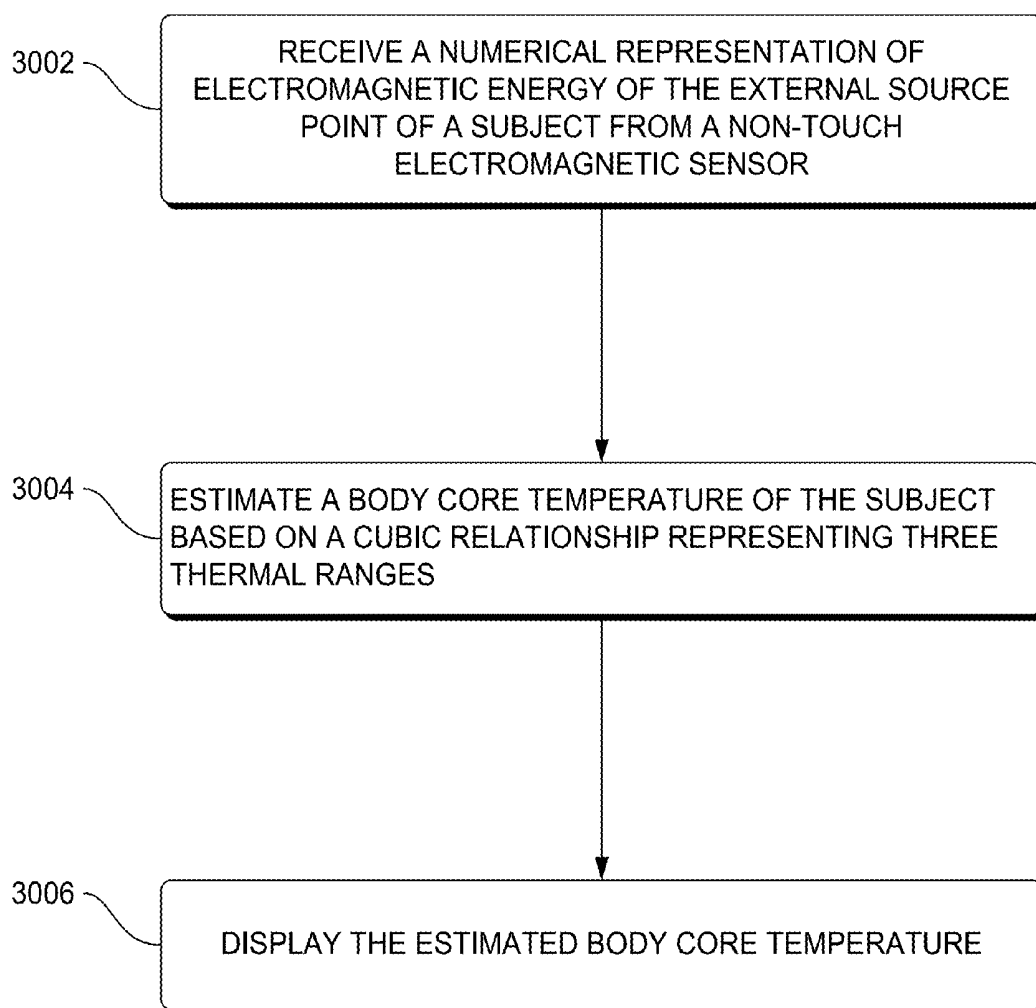 3002
RECEIVE A NUMERICAL REPRESENTATION OF
ELECTROMAGNETIC ENERGY OF THE EXTERNAL SOURCE
POINT OF A SUBJECT FROM A NON-TOUCH
ELECTROMAGNETIC SENSOR
3004
ESTIMATE A BODY CORE TEMPERATURE OF THE SUBJECT
BASED ON A CUBIC RELATIONSHIP REPRESENTING THREE
THERMAL RANGES
3006
DISPLAY THE ESTIMATED BODY CORE TEMPERATURE